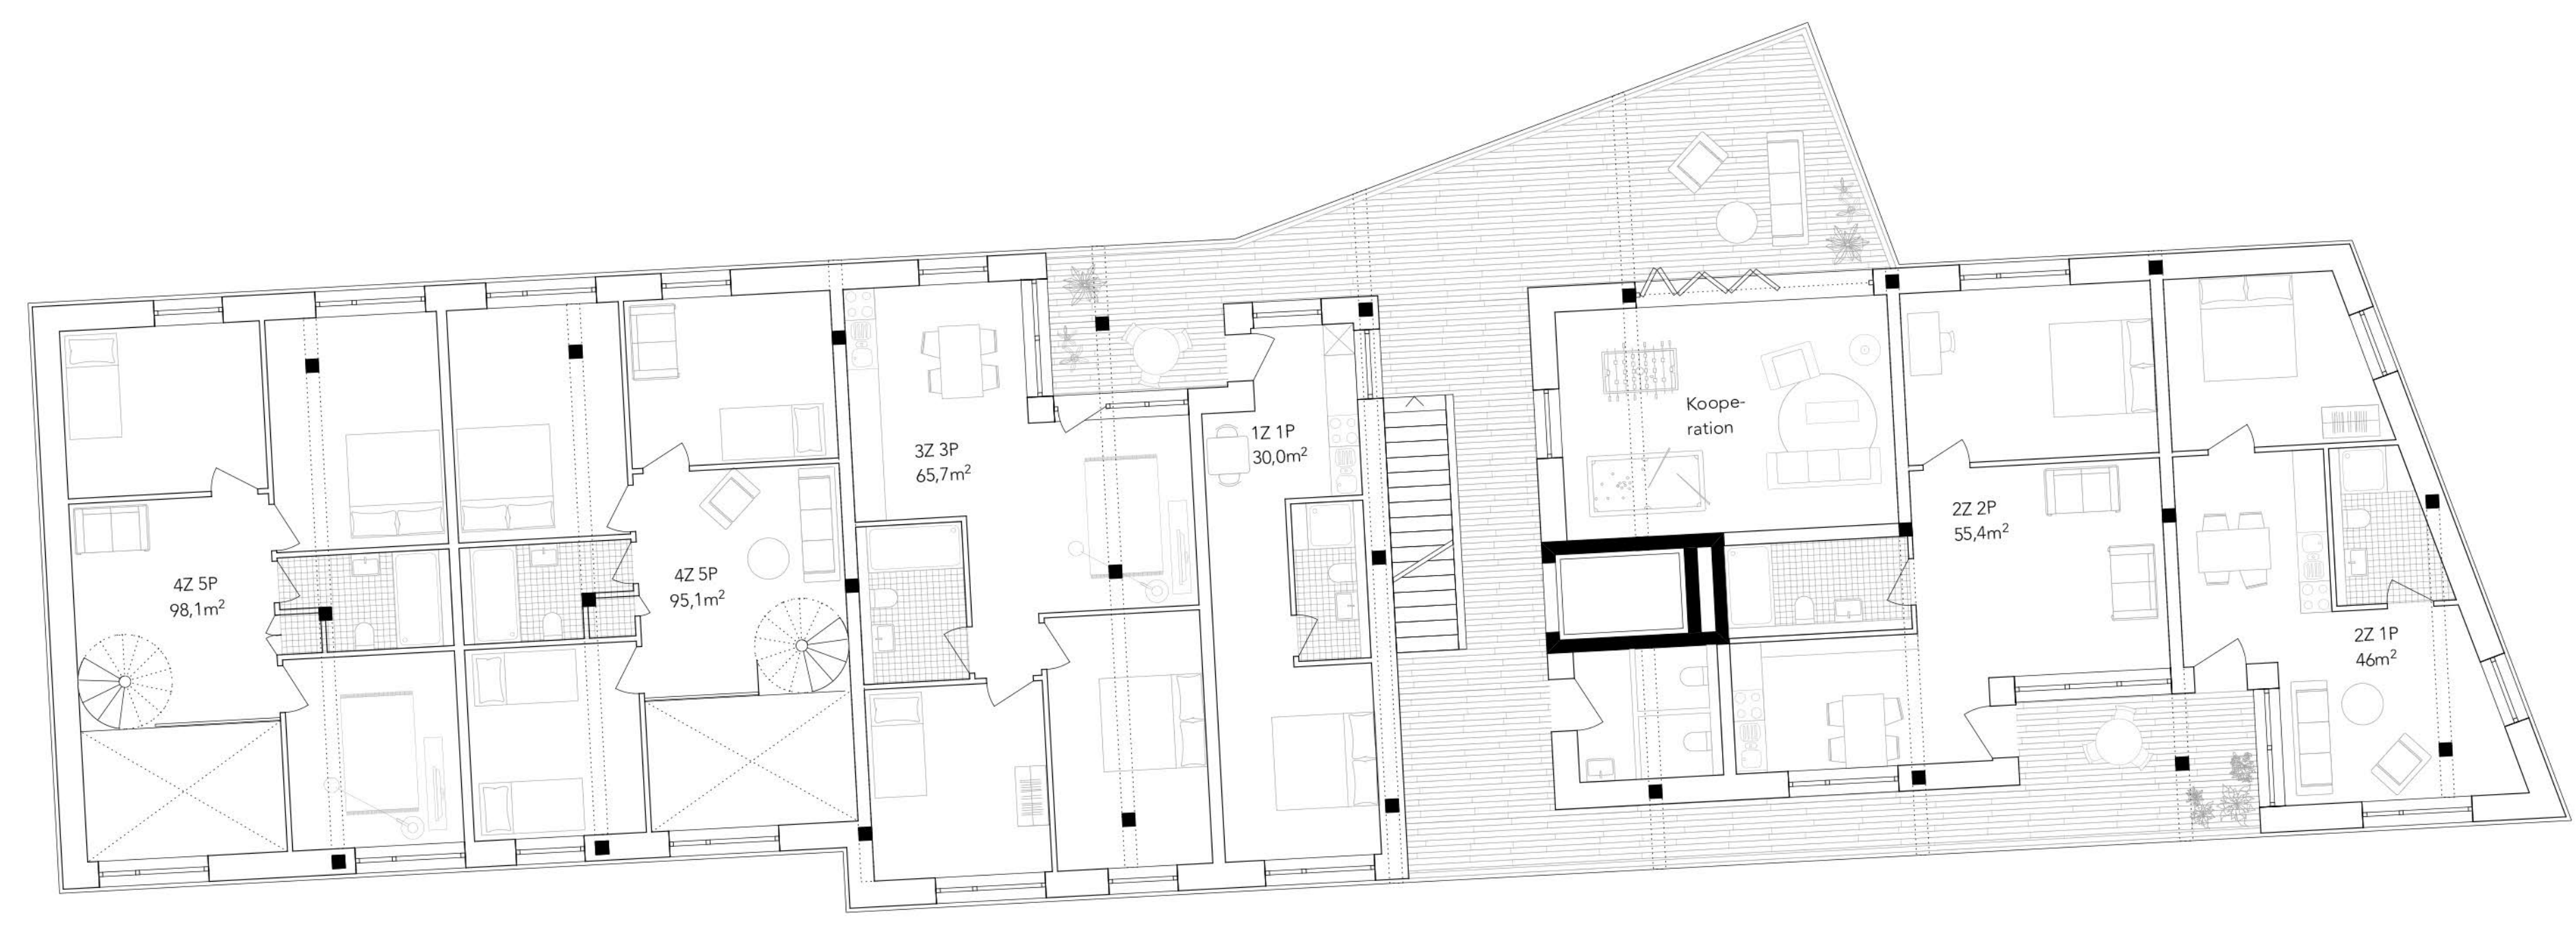 4Z 5P
98,1m²
4Z 5P
95,1m²
3Z 3P
65,7m²
1Z 1P
30,0m²
Koope-
ration
2Z 2P
55,4m²
2Z 1P
46m²